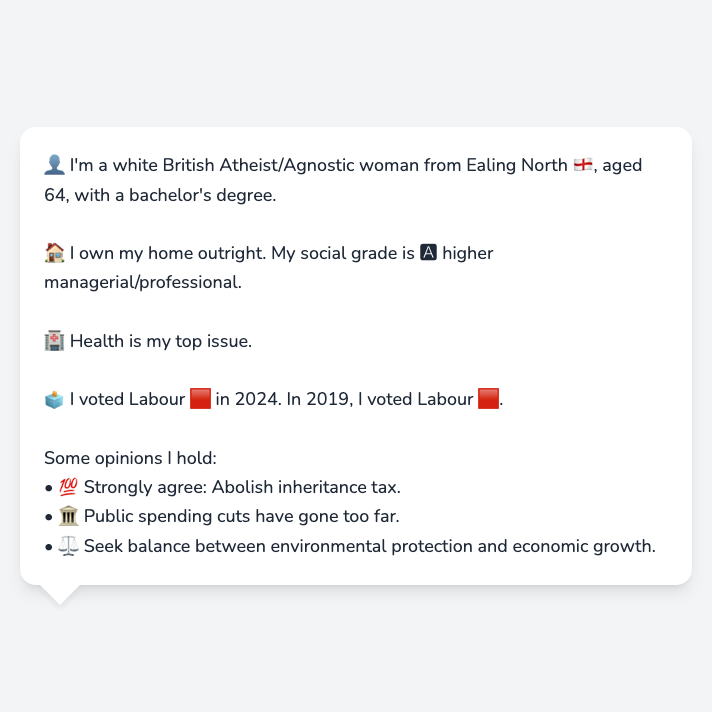 👤 I'm a white British Atheist/Agnostic woman from Ealing North 🏴󠁧󠁢󠁥󠁮󠁧󠁿, aged
64, with a bachelor's degree.
🏠 I own my home outright. My social grade is 🅰 higher
managerial/professional.
🏥 Health is my top issue.
🗳️ I voted Labour 🟥 in 2024. In 2019, I voted Labour 🟥.
Some opinions I hold:
• 💯 Strongly agree: Abolish inheritance tax.
• 🏛️ Public spending cuts have gone too far.
• ⚖️ Seek balance between environmental protection and economic growth.